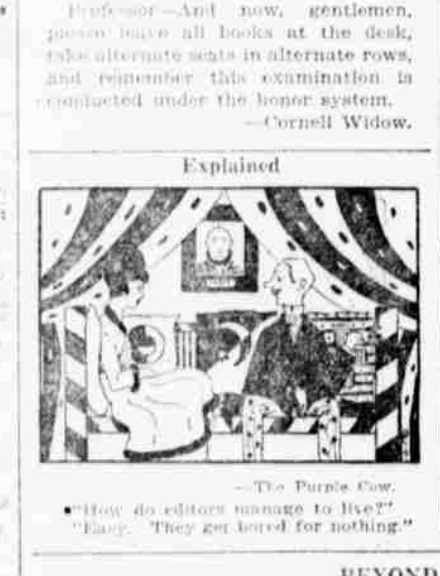 Professor—And now, gentlemen,
please leave all books at the desk,
take alternate seats in alternate rows,
and remember this examination is
conducted under the honor system.
—Cornell Widow.
Explained
—The Purple Cow.
"How do editors manage to live?"
"Easy. They get bored for nothing."
BEYOND